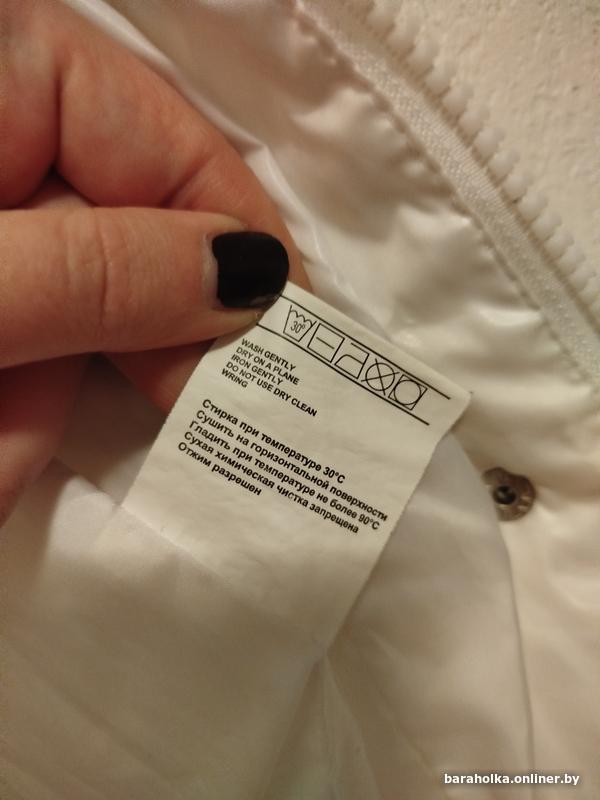 30°
WASH GENTLY
DRY ON A PLANE
IRON GENTLY
DO NOT USE DRY CLEAN
WRING
Стирка при температуре 30°C
Сушить на горизонтальной поверхности
Гладить при температуре не более 90°C
Сухая химическая чистка запрещена
Отжим разрешен
baraholka.onliner.by